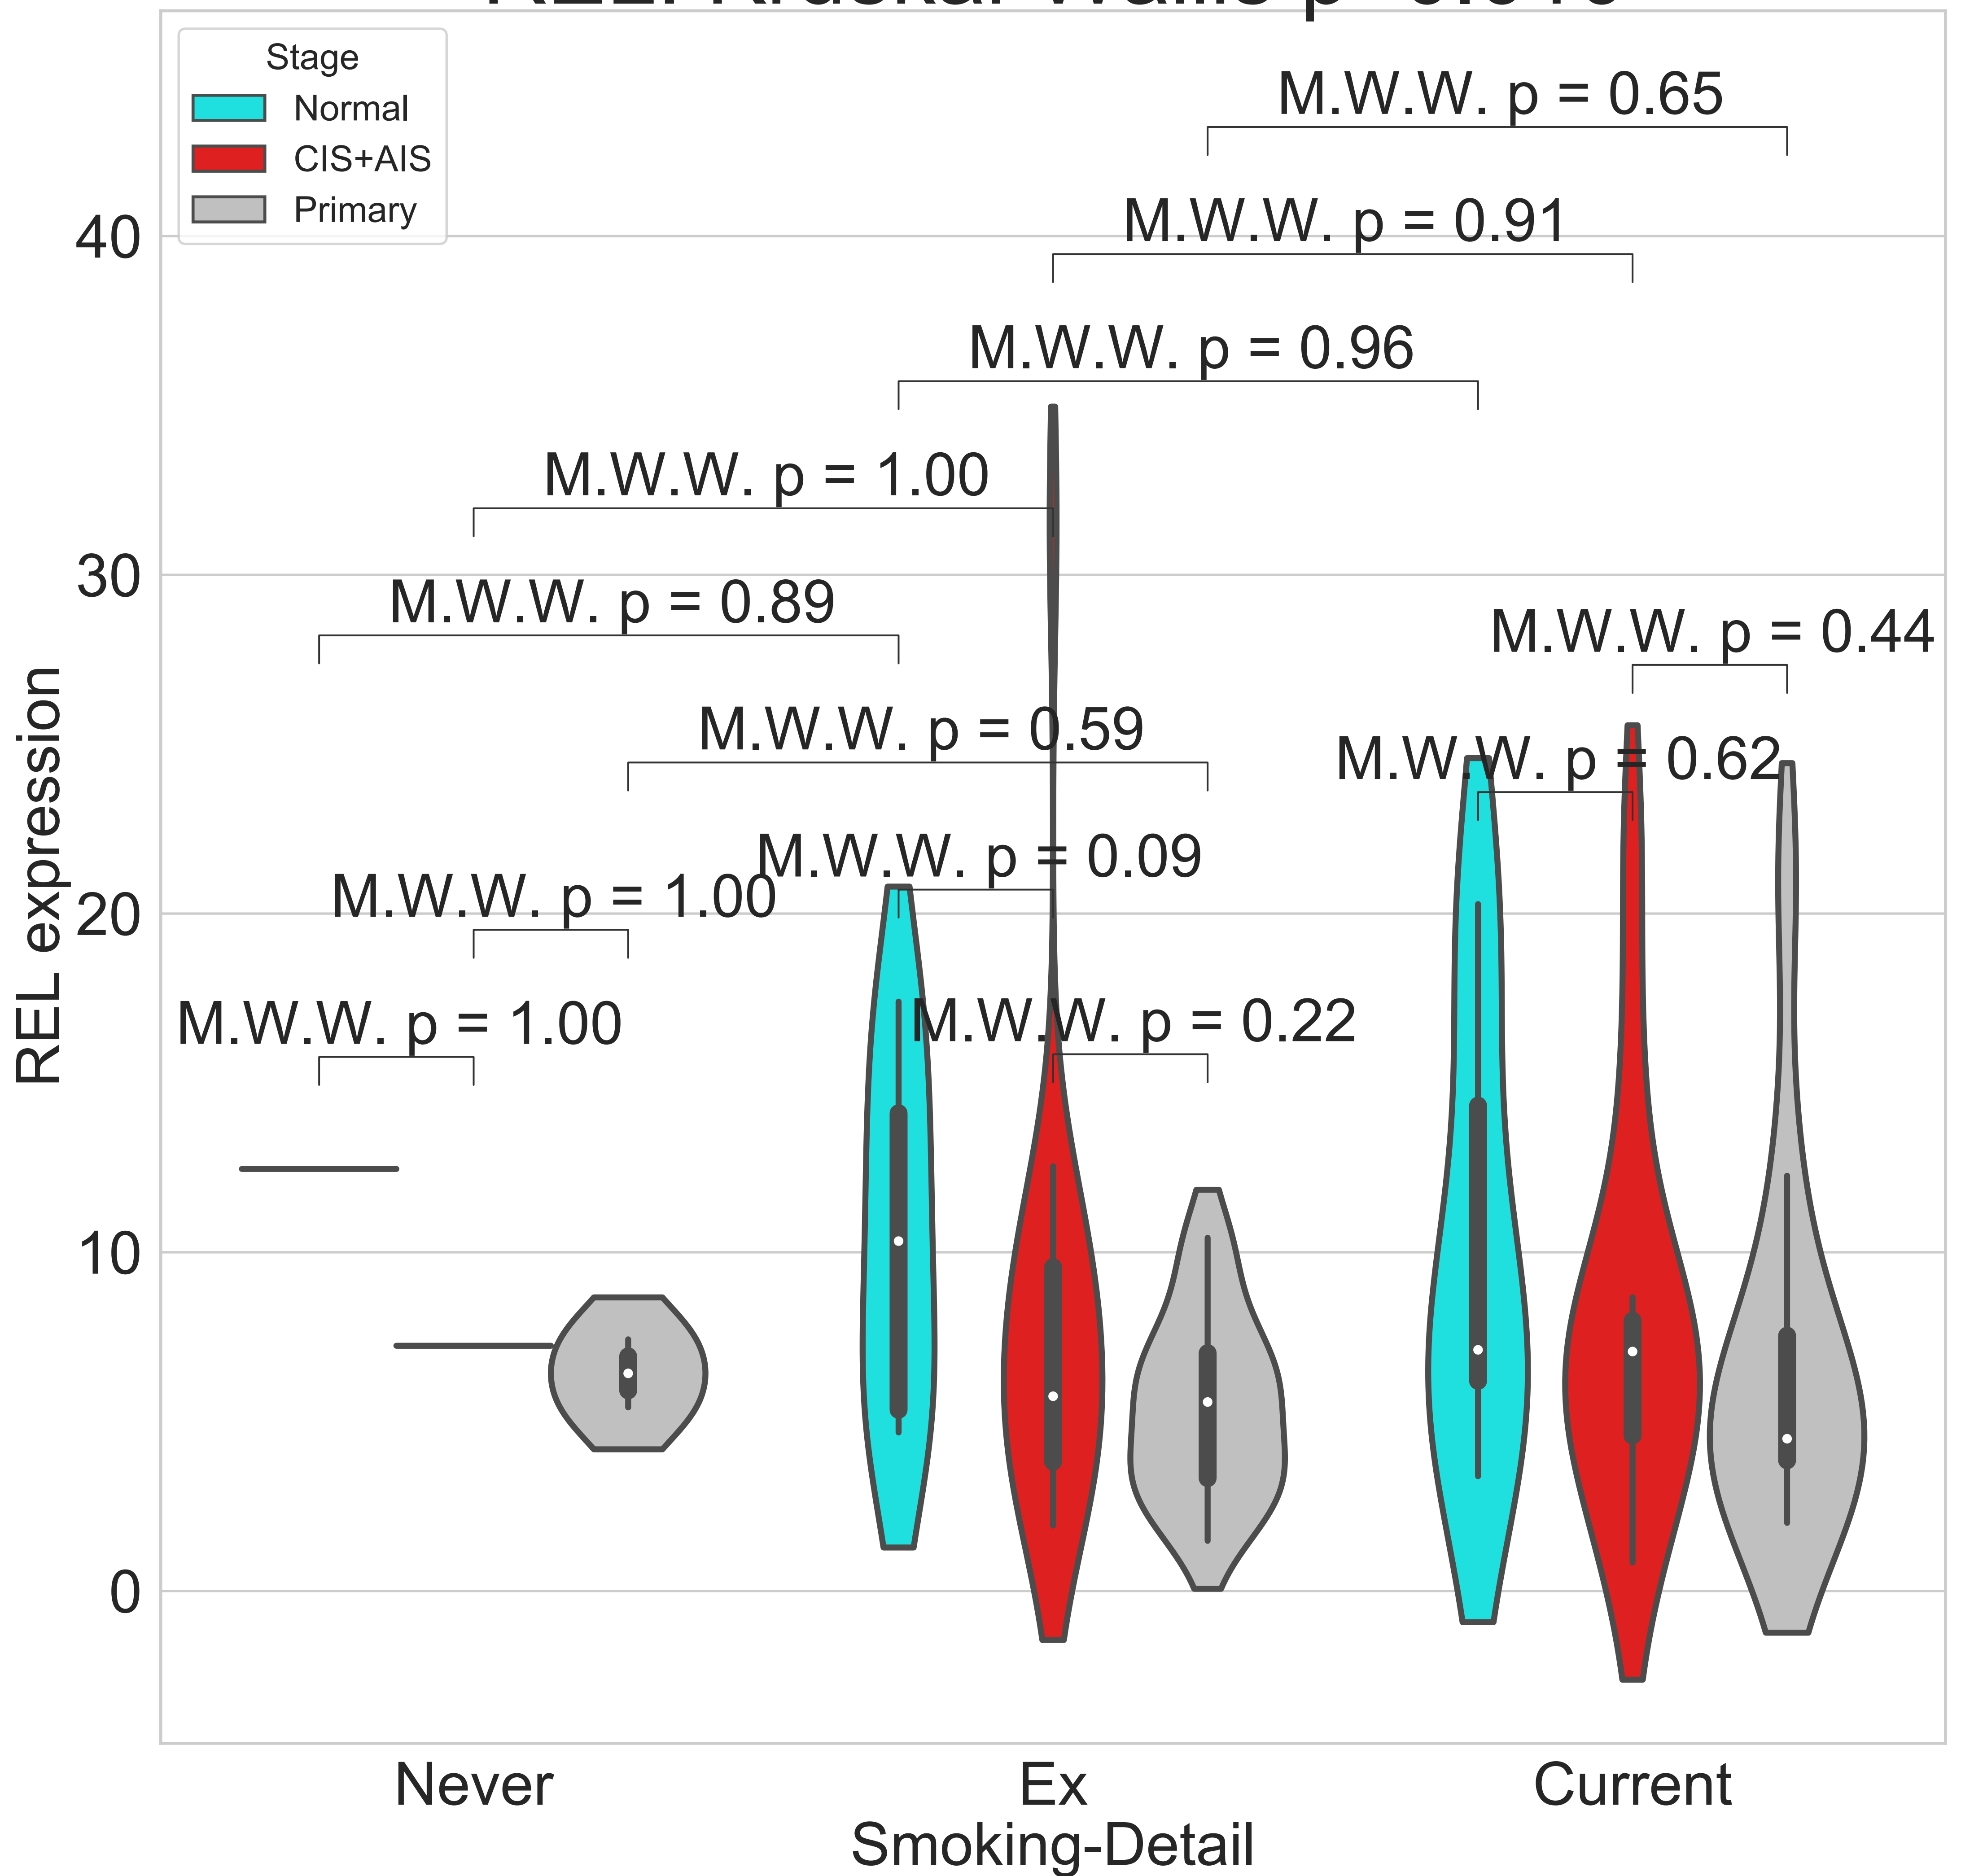 Stage
Normal
CIS+AIS
Primary
M.W.W. p = 0.65
M.W.W. p = 0.91
M.W.W. p = 0.96
M.W.W. p = 1.00
M.W.W. p = 0.89
M.W.W. p = 0.44
M.W.W. p = 0.59
M.W.W. p = 0.62
M.W.W. p = 0.09
M.W.W. p = 1.00
M.W.W. p = 1.00
M.W.W. p = 0.22
REL expression
40
30
20
10
0
Never
Ex
Current
Smoking-Detail